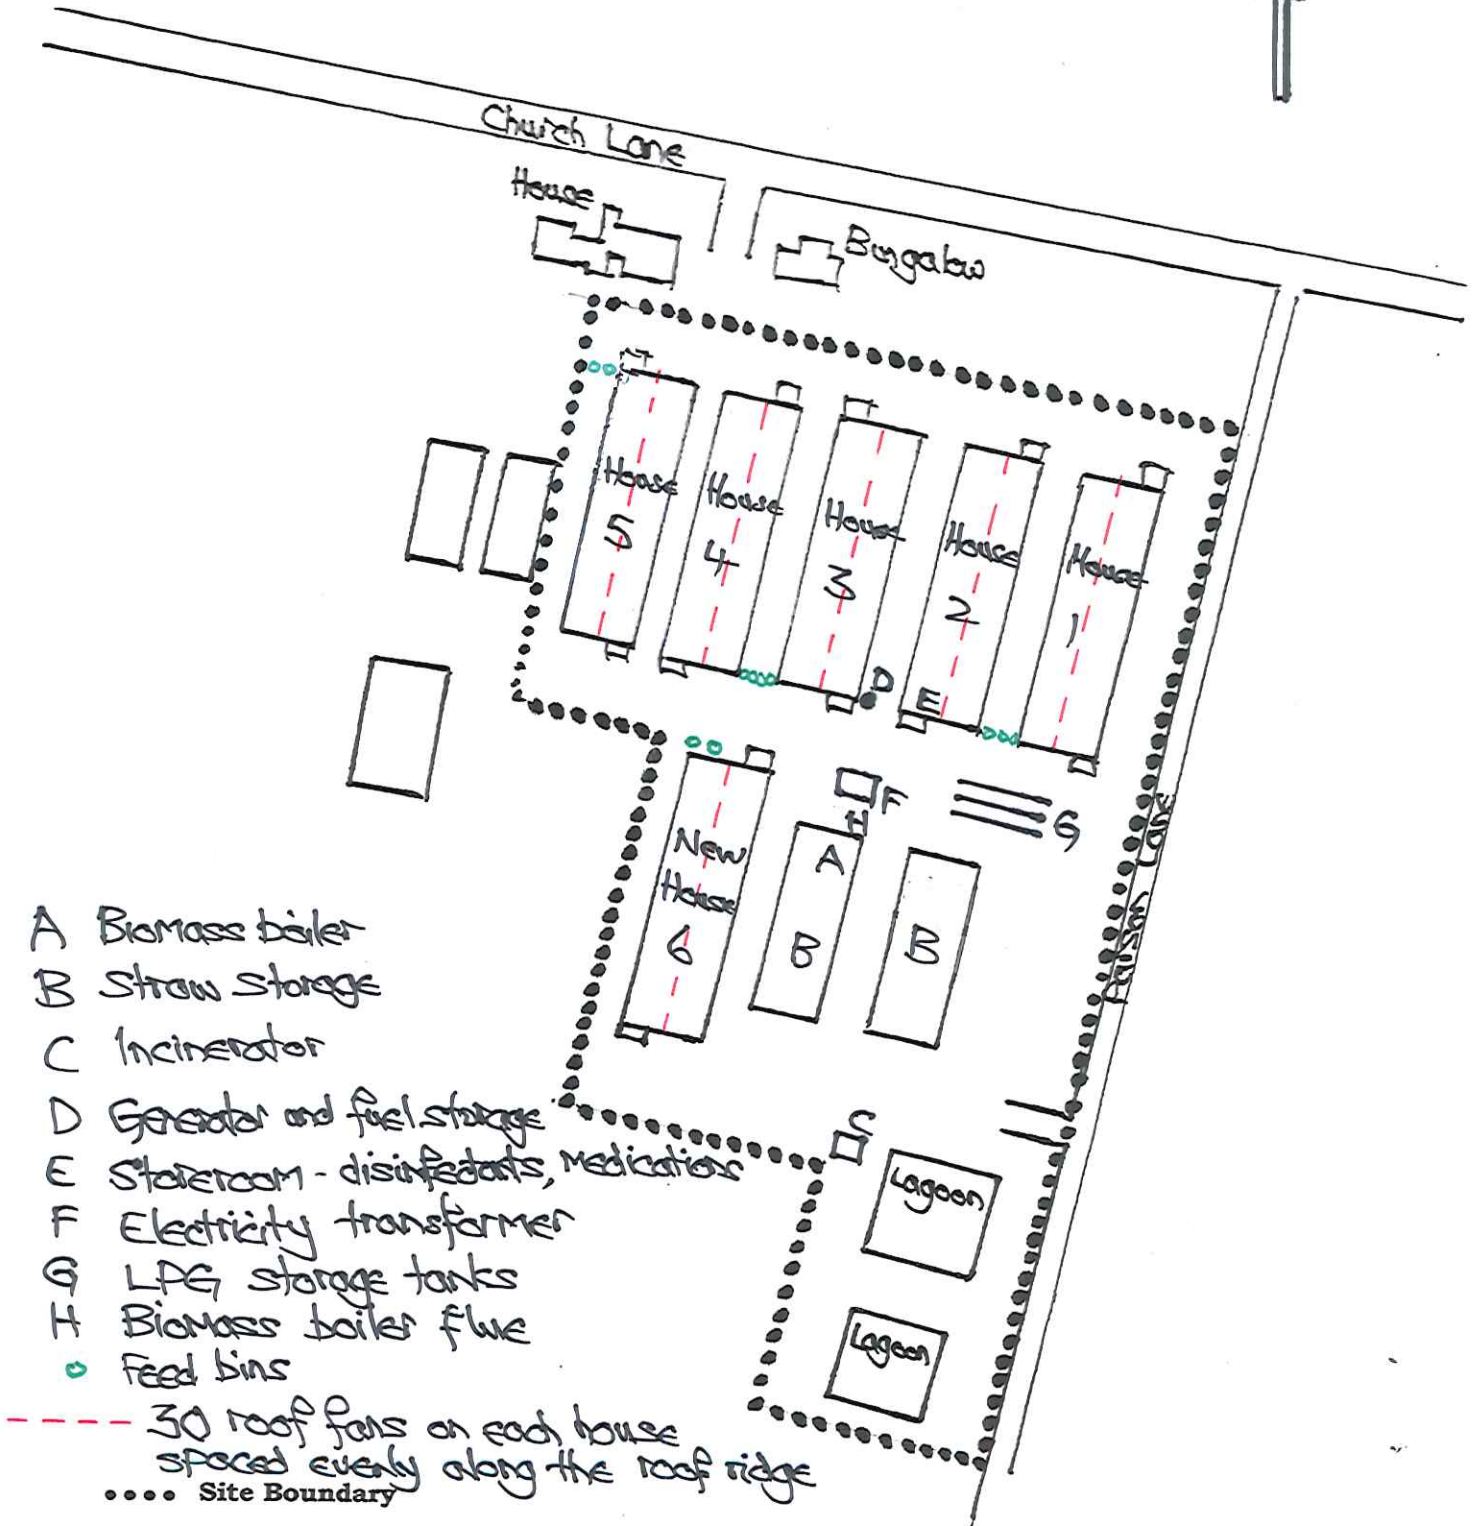 Church Lane
House
Bungalow
House
5
House
4
House
3
House
2
House
1
D
E
F
H
G
A
New
House
6
B
B
Parson Lane
C
Lagoon
Lagoon
A Biomass boiler
B Straw storage
C Incinerator
D Generator and fuel storage
E Storeroom - disinfectants, medications
F Electricity transformer
G LPG storage tanks
H Biomass boiler flue
Feed bins
30 roof fans on each house
spaced evenly along the roof ridge
Site Boundary